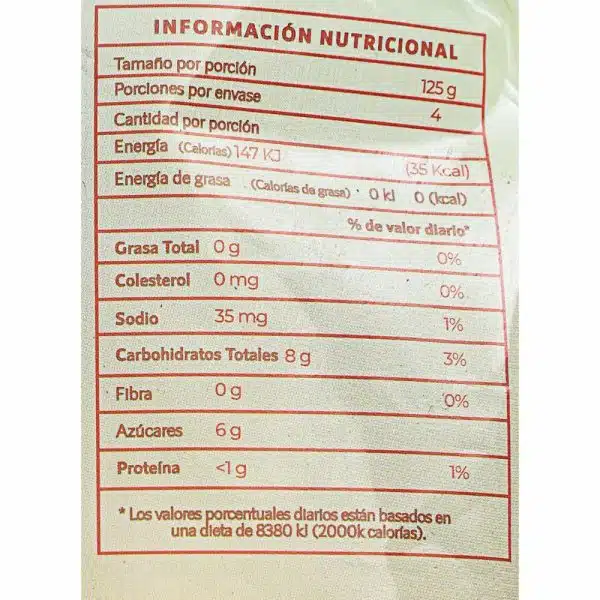 INFORMACIÓN NUTRICIONAL
Tamaño por porción 125 g
Porciones por envase 4
Cantidad por porción
Energía (Calorías) 147 KJ (35 Kcal)
Energía de grasa (Calorías de grasa) 0 kJ 0 (kcal)
% de valor diario*
Grasa Total 0 g 0%
Colesterol 0 mg 0%
Sodio 35 mg 1%
Carbohidratos Totales 8 g 3%
Fibra 0 g 0%
Azúcares 6 g
Proteína <1 g 1%
* Los valores porcentuales diarios están basados en
una dieta de 8380 kJ (2000k calorías).